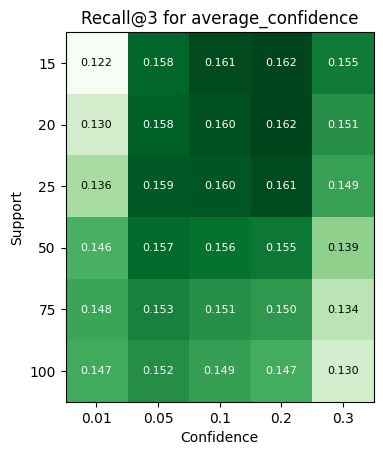 Recall@3 for average_confidence
15 0.122 0.158 0.161 0.162 0.155
20 0.130 0.158 0.160 0.162 0.151
25 0.136 0.159 0.160 0.161 0.149
50 0.146 0.157 0.156 0.155 0.139
75 0.148 0.153 0.151 0.150 0.134
100 0.147 0.152 0.149 0.147 0.130
Support
0.01 0.05 0.1 0.2 0.3
Confidence